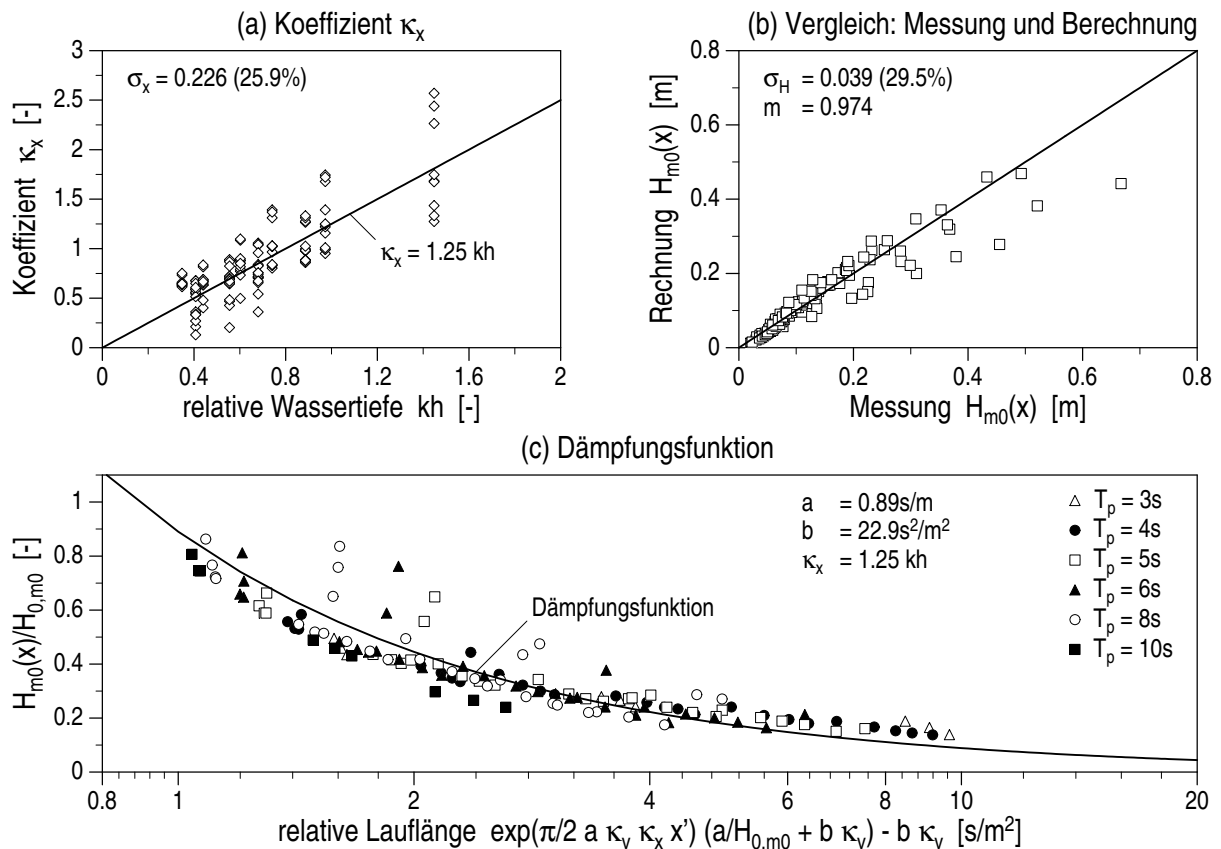 (a) Koeffizient κx
σx = 0.226 (25.9%)
κx = 1.25 kh
Koeffizient κx [-]
3
2.5
2
1.5
1
0.5
0
0 0.4 0.8 1.2 1.6 2
relative Wassertiefe kh [-]
(b) Vergleich: Messung und Berechnung
σH = 0.039 (29.5%)
m = 0.974
Rechnung Hm0(x) [m]
0.8
0.6
0.4
0.2
0
0 0.2 0.4 0.6 0.8
Messung Hm0(x) [m]
(c) Dämpfungsfunktion
a = 0.89s/m
b = 22.9s²/m²
κx = 1.25 kh
Tp = 3s
Tp = 4s
Tp = 5s
Tp = 6s
Tp = 8s
Tp = 10s
Dämpfungsfunktion
Hm0(x)/H0,m0 [-]
1
0.8
0.6
0.4
0.2
0
0.8 1 2 4 6 8 10 20
relative Lauflänge exp(π/2 a κv κx x') (a/H0,m0 + b κv) - b κv [s/m²]